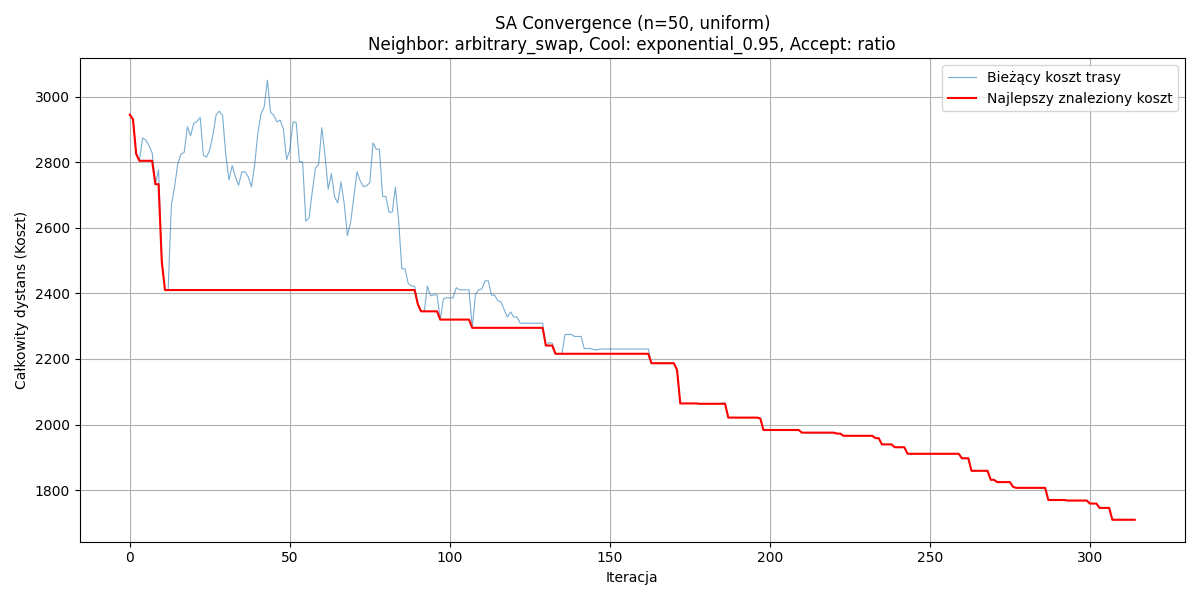 SA Convergence (n=50, uniform)
Neighbor: arbitrary_swap, Cool: exponential_0.95, Accept: ratio
Bieżący koszt trasy
Najlepszy znaleziony koszt
Całkowity dystans (Koszt)
3000
2800
2600
2400
2200
2000
1800
0
50
100
150
200
250
300
Iteracja